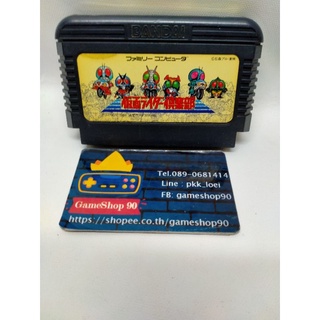 BANDAI
ファミリー コンピュータ
仮面ライダー倶楽部
Tel.089-0681414
Line : pkk_loei
FB: gameshop90
GameShop 90
https://shopee.co.th/gameshop90